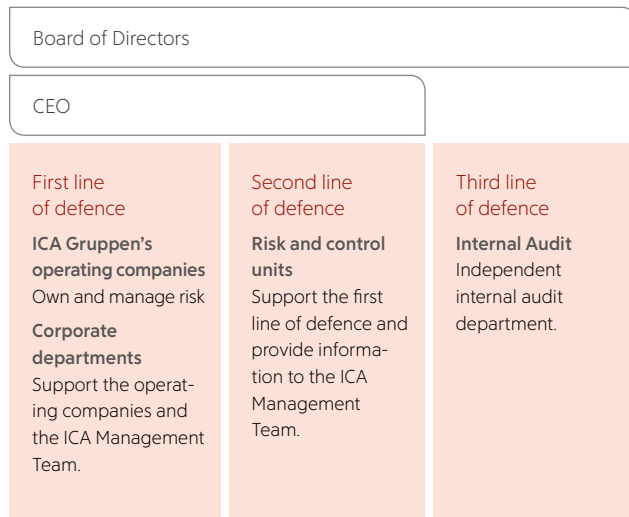 Board of Directors
CEO
First line
of defence
ICA Gruppen’s
operating companies
Own and manage risk
Corporate
departments
Support the operat-
ing companies and
the ICA Management
Team.
Second line
of defence
Risk and control
units
Support the first
line of defence and
provide informa-
tion to the ICA
Management
Team.
Third line
of defence
Internal Audit
Independent
internal audit
department.